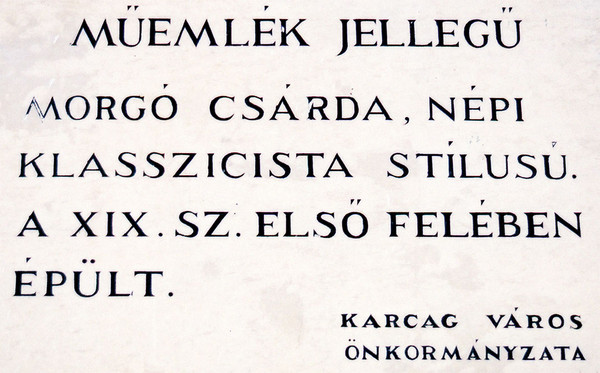 MŰEMLÉK JELLEGŰ
MORGÓ CSÁRDA, NÉPI
KLASSZICISTA STÍLUSÚ.
A XIX. SZ. ELSŐ FELÉBEN
ÉPÜLT.
KARCAG VÁROS
ÖNKORMÁNYZATA